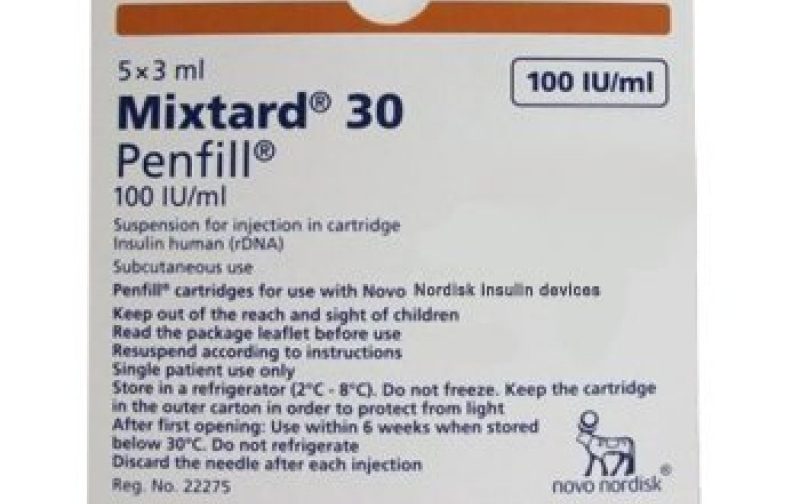 5 × 3 ml
100 IU/ml
Mixtard® 30
Penfill®
100 IU/ml
Suspension for injection in cartridge
Insulin human (rDNA)
Subcutaneous use
Penfill® cartridges for use with Novo Nordisk insulin devices
Keep out of the reach and sight of children
Read the package leaflet before use
Resuspend according to instructions
Single patient use only
Store in a refrigerator (2°C - 8°C). Do not freeze. Keep the cartridge
in the outer carton in order to protect from light
After first opening: Use within 6 weeks when stored
below 30°C. Do not refrigerate
Discard the needle after each injection
Reg. No. 22275
novo nordisk®